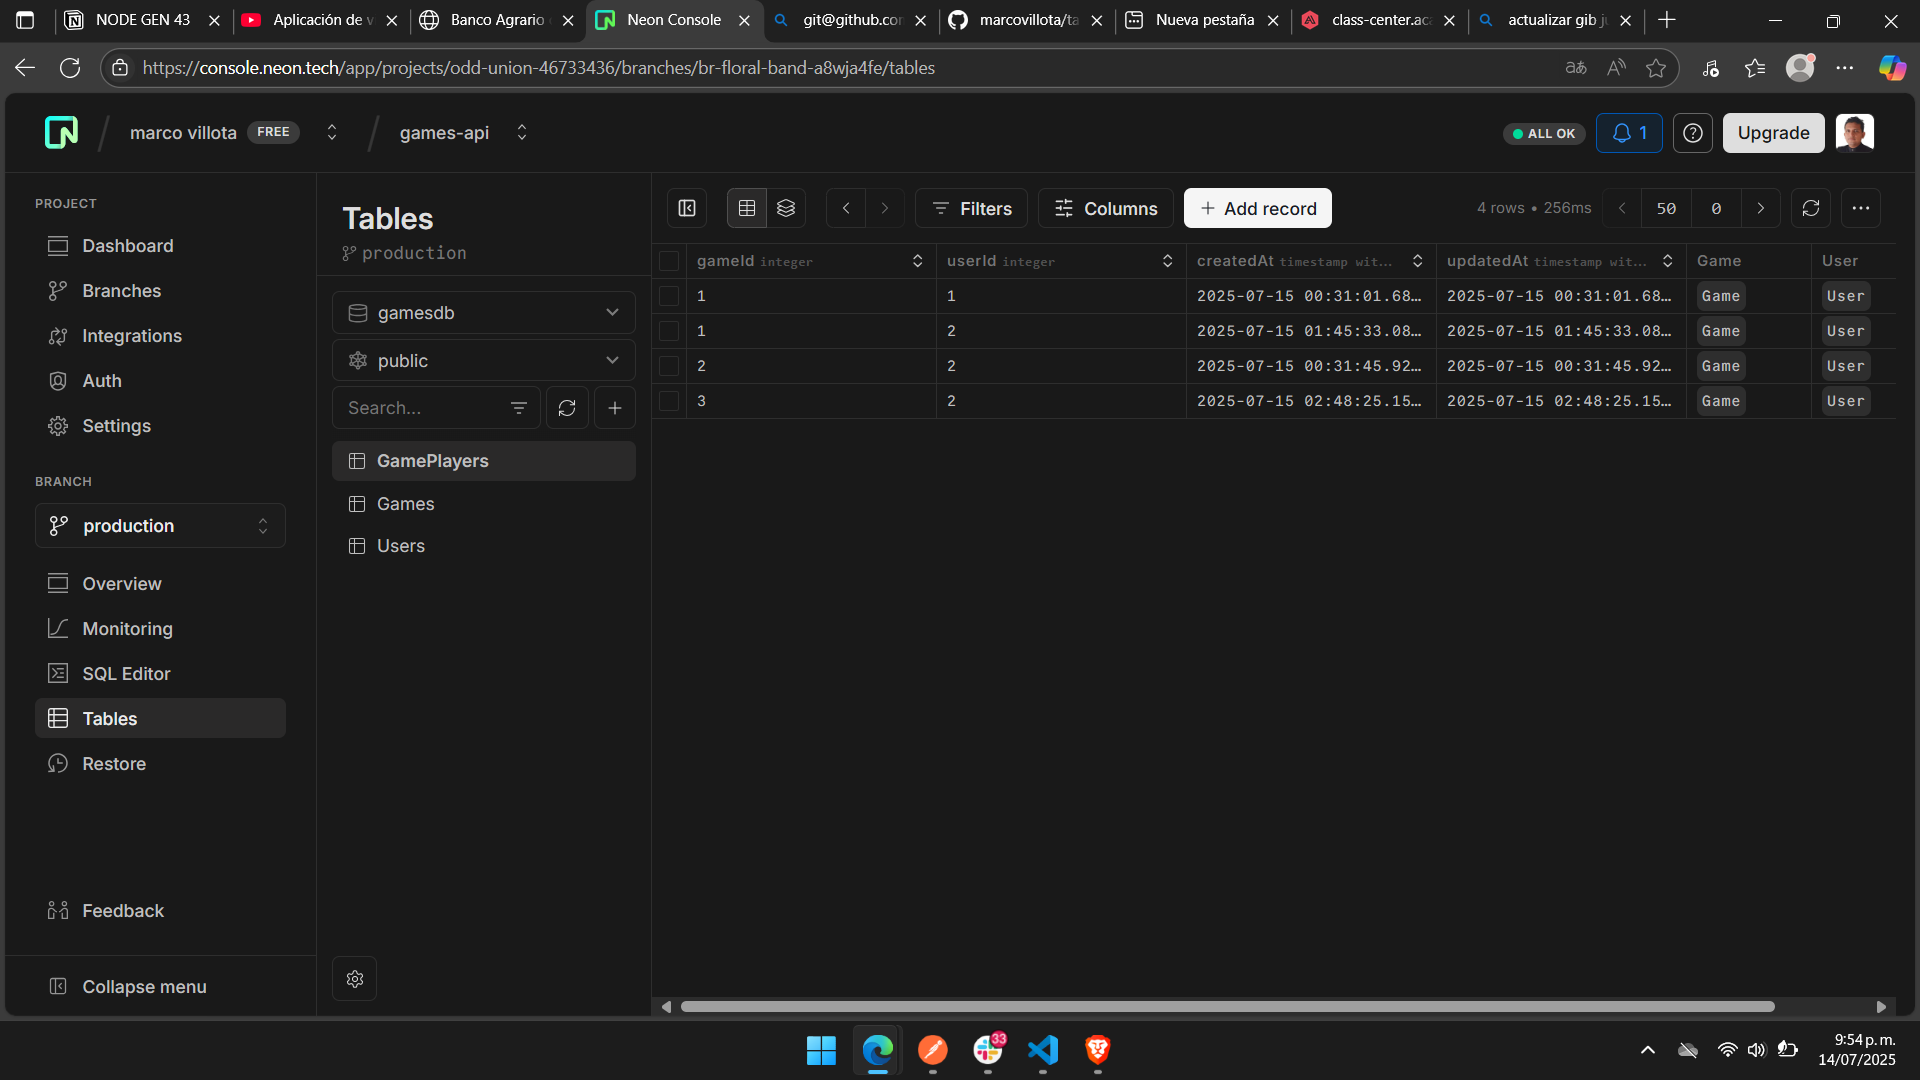 NODE GEN 43
Aplicación de v
Banco Agrario
Neon Console
git@github.co
marcovillota/ta
Nueva pestaña
class-center.aca
actualizar gib ju
https://console.neon.tech/app/projects/odd-union-46733436/branches/br-floral-band-a8wja4fe/tables
marco villota FREE
games-api
ALL OK
1
Upgrade
PROJECT
Dashboard
Branches
Integrations
Auth
Settings
BRANCH
production
Overview
Monitoring
SQL Editor
Tables
Restore
Feedback
Collapse menu
Tables
production
gamesdb
public
Search...
GamePlayers
Games
Users
Filters
Columns
Add record
4 rows • 256ms
50
0
gameId integer userId integer createdAt timestamp wit... updatedAt timestamp wit... Game User
1 1 2025-07-15 00:31:01.68… 2025-07-15 00:31:01.68… Game User
1 2 2025-07-15 01:45:33.08… 2025-07-15 01:45:33.08… Game User
2 2 2025-07-15 00:31:45.92… 2025-07-15 00:31:45.92… Game User
3 2 2025-07-15 02:48:25.15… 2025-07-15 02:48:25.15… Game User
33
9:54 p. m.
14/07/2025